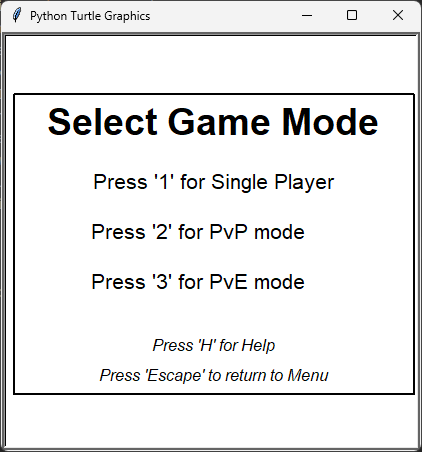 Python Turtle Graphics
Select Game Mode
Press '1' for Single Player
Press '2' for PvP mode
Press '3' for PvE mode
Press 'H' for Help
Press 'Escape' to return to Menu